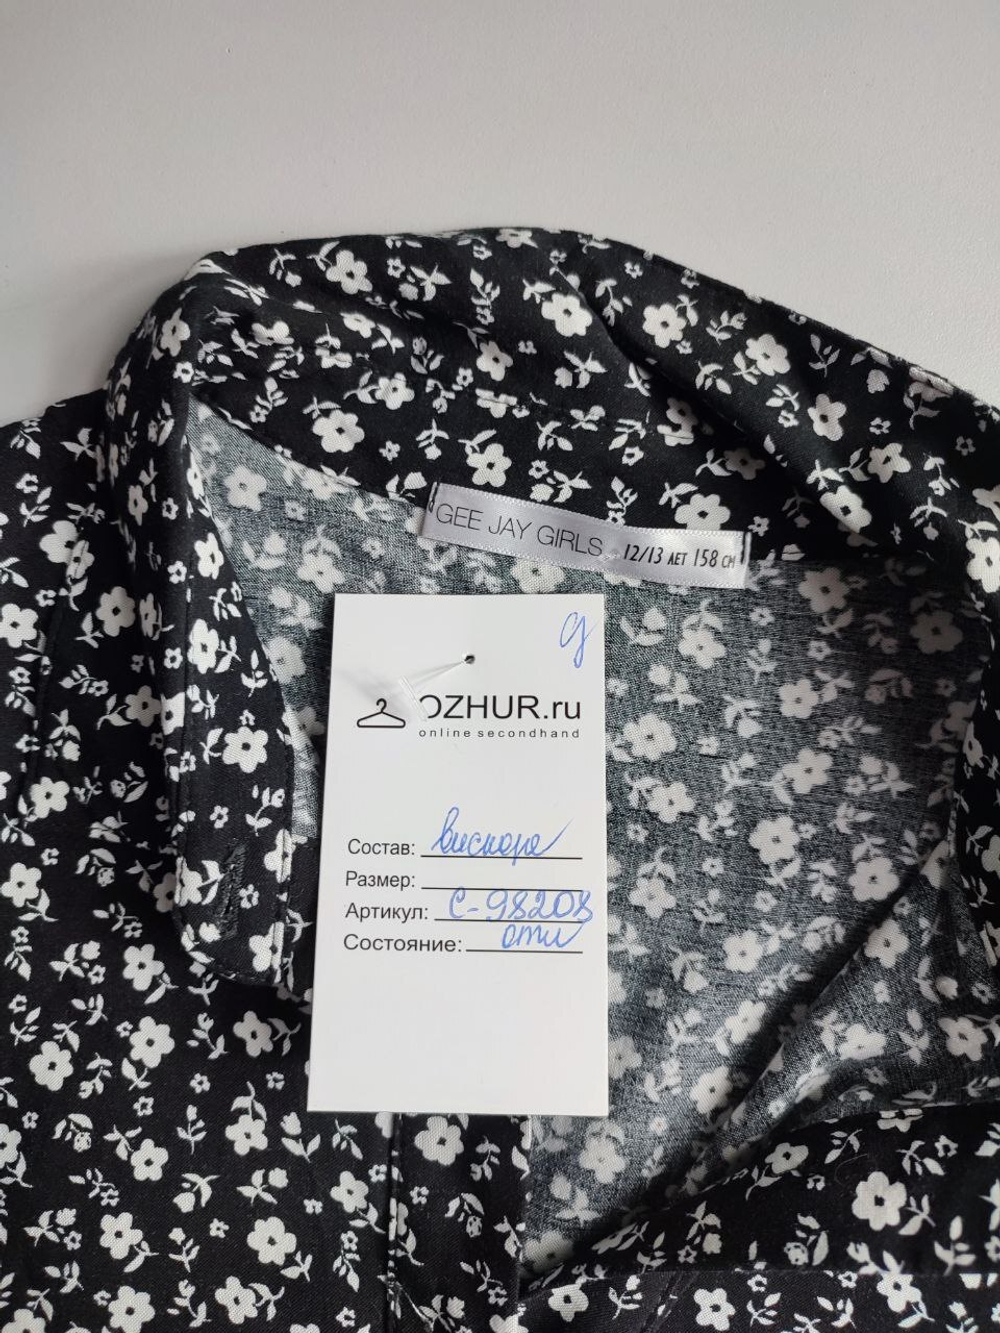 GEE JAY GIRLS 12/13 ЛЕТ 158 СМ
д
OZHUR.ru
online secondhand
Состав: вискоза
Размер:
Артикул: С-98208
Состояние: отл